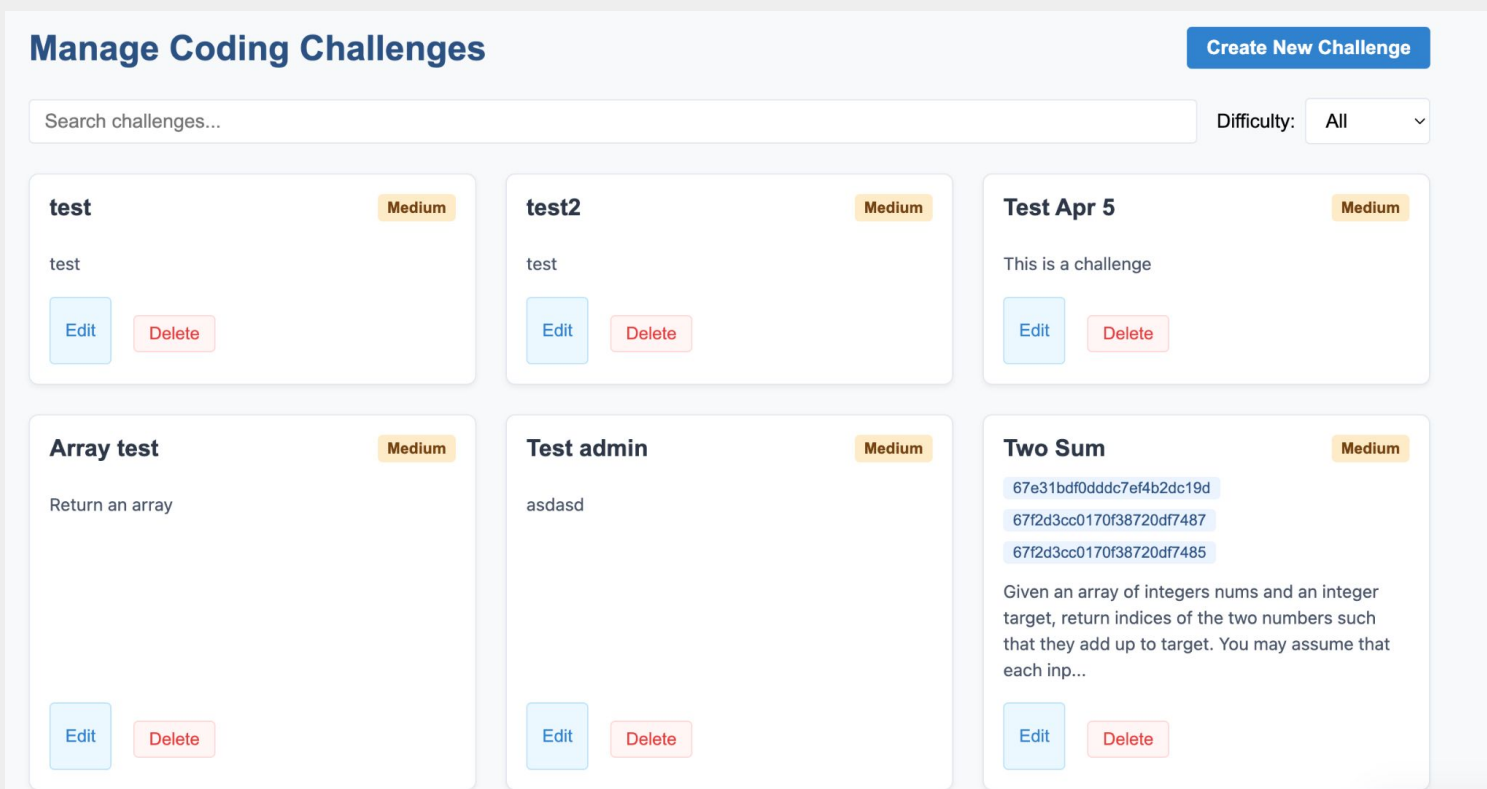 Manage Coding Challenges
Create New Challenge
Search challenges...
Difficulty: All
test Medium
test
Edit Delete
test2 Medium
test
Edit Delete
Test Apr 5 Medium
This is a challenge
Edit Delete
Array test Medium
Return an array
Edit Delete
Test admin Medium
asdasd
Edit Delete
Two Sum Medium
67e31bdf0dddc7ef4b2dc19d
67f2d3cc0170f38720df7487
67f2d3cc0170f38720df7485
Given an array of integers nums and an integer
target, return indices of the two numbers such
that they add up to target. You may assume that
each inp...
Edit Delete